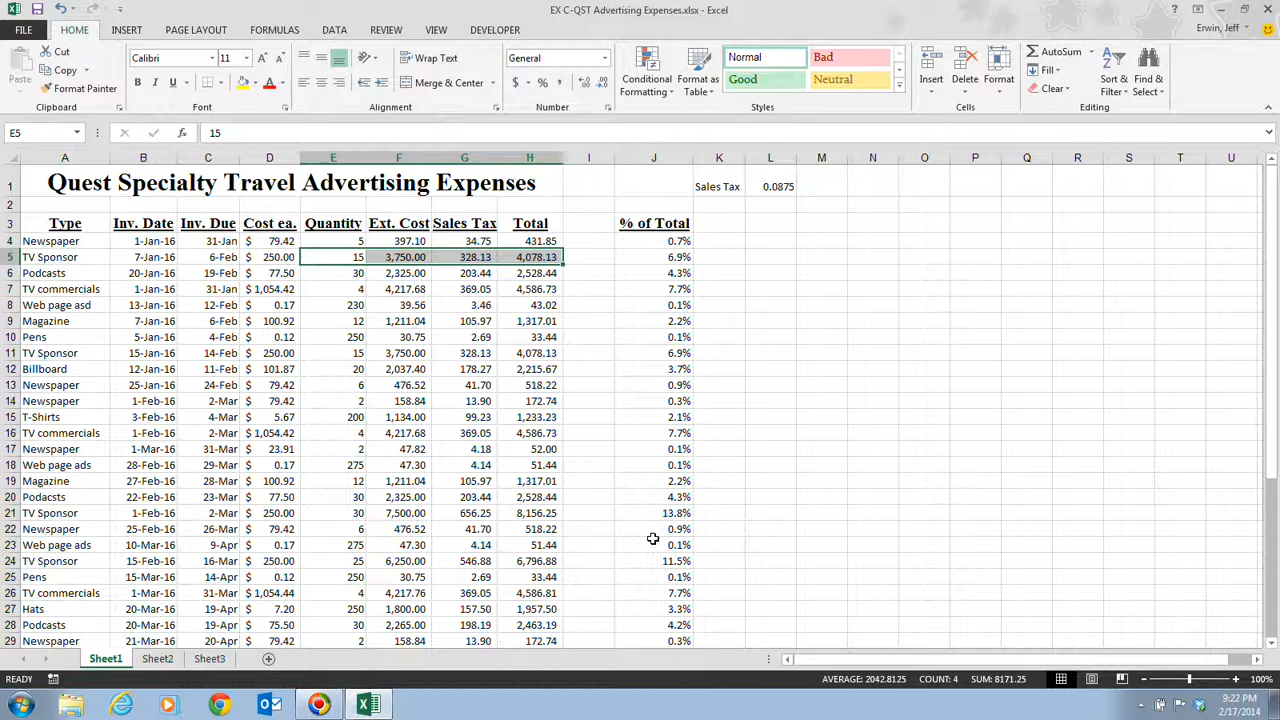 EX C-QST Advertising Expenses.xlsx - Excel
FILE HOME INSERT PAGE LAYOUT FORMULAS DATA REVIEW VIEW DEVELOPER Erwin, Jeff
Paste Cut Copy Format Painter Clipboard
Calibri 11 B I U A A A Font
Wrap Text Merge & Center Alignment
General $ % , Number
Conditional Formatting Format as Table Normal Bad Good Neutral Styles
Insert Delete Format Cells
AutoSum Fill Clear Sort & Filter Find & Select Editing
E5 fx 15
A B C D E F G H I J K L M N O P Q R S T U
1 Quest Specialty Travel Advertising Expenses Sales Tax 0.0875
2
3 Type Inv. Date Inv. Due Cost ea. Quantity Ext. Cost Sales Tax Total % of Total
4 Newspaper 1-Jan-16 31-Jan $ 79.42 5 397.10 34.75 431.85 0.7%
5 TV Sponsor 7-Jan-16 6-Feb $ 250.00 15 3,750.00 328.13 4,078.13 6.9%
6 Podcasts 20-Jan-16 19-Feb $ 77.50 30 2,325.00 203.44 2,528.44 4.3%
7 TV commercials 1-Jan-16 31-Jan $ 1,054.42 4 4,217.68 369.05 4,586.73 7.7%
8 Web page asd 13-Jan-16 12-Feb $ 0.17 230 39.56 3.46 43.02 0.1%
9 Magazine 7-Jan-16 6-Feb $ 100.92 12 1,211.04 105.97 1,317.01 2.2%
10 Pens 5-Jan-16 4-Feb $ 0.12 250 30.75 2.69 33.44 0.1%
11 TV Sponsor 15-Jan-16 14-Feb $ 250.00 15 3,750.00 328.13 4,078.13 6.9%
12 Billboard 12-Jan-16 11-Feb $ 101.87 20 2,037.40 178.27 2,215.67 3.7%
13 Newspaper 25-Jan-16 24-Feb $ 79.42 6 476.52 41.70 518.22 0.9%
14 Newspaper 1-Feb-16 2-Mar $ 79.42 2 158.84 13.90 172.74 0.3%
15 T-Shirts 3-Feb-16 4-Mar $ 5.67 200 1,134.00 99.23 1,233.23 2.1%
16 TV commercials 1-Feb-16 2-Mar $ 1,054.42 4 4,217.68 369.05 4,586.73 7.7%
17 Newspaper 1-Mar-16 31-Mar $ 23.91 2 47.82 4.18 52.00 0.1%
18 Web page ads 28-Feb-16 29-Mar $ 0.17 275 47.30 4.14 51.44 0.1%
19 Magazine 27-Feb-16 28-Mar $ 100.92 12 1,211.04 105.97 1,317.01 2.2%
20 Podacsts 22-Feb-16 23-Mar $ 77.50 30 2,325.00 203.44 2,528.44 4.3%
21 TV Sponsor 1-Feb-16 2-Mar $ 250.00 30 7,500.00 656.25 8,156.25 13.8%
22 Newspaper 25-Feb-16 26-Mar $ 79.42 6 476.52 41.70 518.22 0.9%
23 Web page ads 10-Mar-16 9-Apr $ 0.17 275 47.30 4.14 51.44 0.1%
24 TV Sponsor 15-Feb-16 16-Mar $ 250.00 25 6,250.00 546.88 6,796.88 11.5%
25 Pens 15-Mar-16 14-Apr $ 0.12 250 30.75 2.69 33.44 0.1%
26 TV commercials 1-Mar-16 31-Mar $ 1,054.44 4 4,217.76 369.05 4,586.81 7.7%
27 Hats 20-Mar-16 19-Apr $ 7.20 250 1,800.00 157.50 1,957.50 3.3%
28 Podcasts 20-Mar-16 19-Apr $ 75.50 30 2,265.00 198.19 2,463.19 4.2%
29 Newspaper 21-Mar-16 20-Apr $ 79.42 2 158.84 13.90 172.74 0.3%
Sheet1 Sheet2 Sheet3
READY AVERAGE: 2042.8125 COUNT: 4 SUM: 8171.25 100%
9:22 PM
2/17/2014